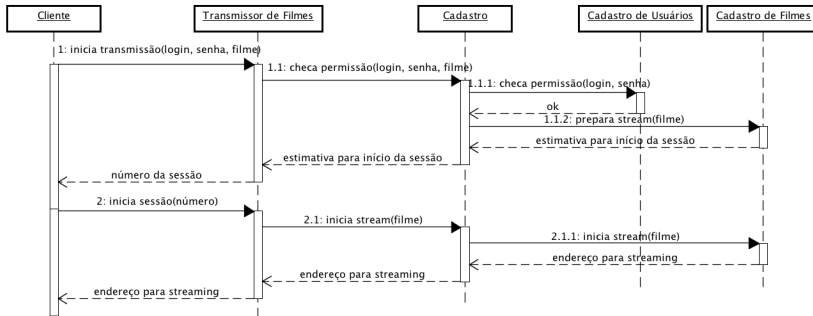 Cliente
Transmissor de Filmes
Cadastro
Cadastro de Usuários
Cadastro de Filmes
1: inicia transmissão(login, senha, filme)
1.1: checa permissão(login, senha, filme)
1.1.1: checa permissão(login, senha)
ok
1.1.2: prepara stream(filme)
estimativa para início da sessão
estimativa para início da sessão
número da sessão
2: inicia sessão(número)
2.1: inicia stream(filme)
2.1.1: inicia stream(filme)
endereço para streaming
endereço para streaming
endereço para streaming